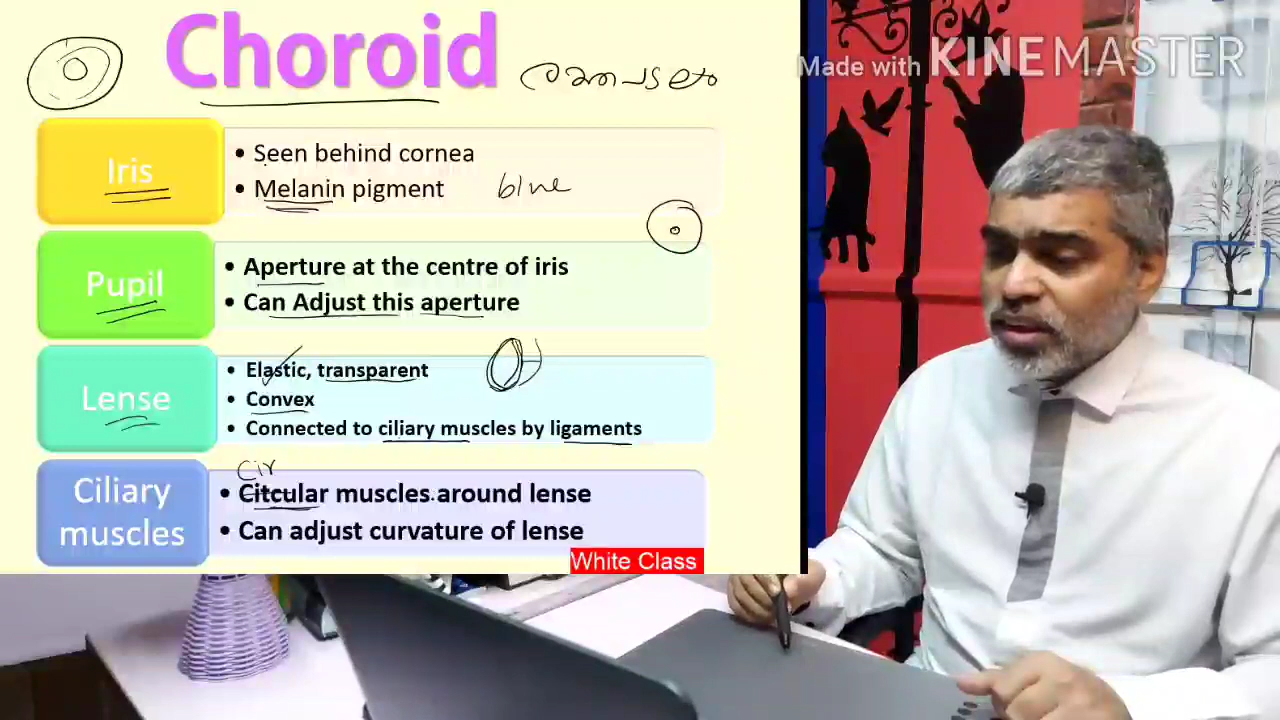 Choroid
Made with KINEMASTER
Iris
• Seen behind cornea
• Melanin pigment
blue
Pupil
• Aperture at the centre of iris
• Can Adjust this aperture
Lense
• Elastic, transparent
• Convex
• Connected to ciliary muscles by ligaments
Ciliary muscles
Cir
• Citcular muscles around lense
• Can adjust curvature of lense
White Class